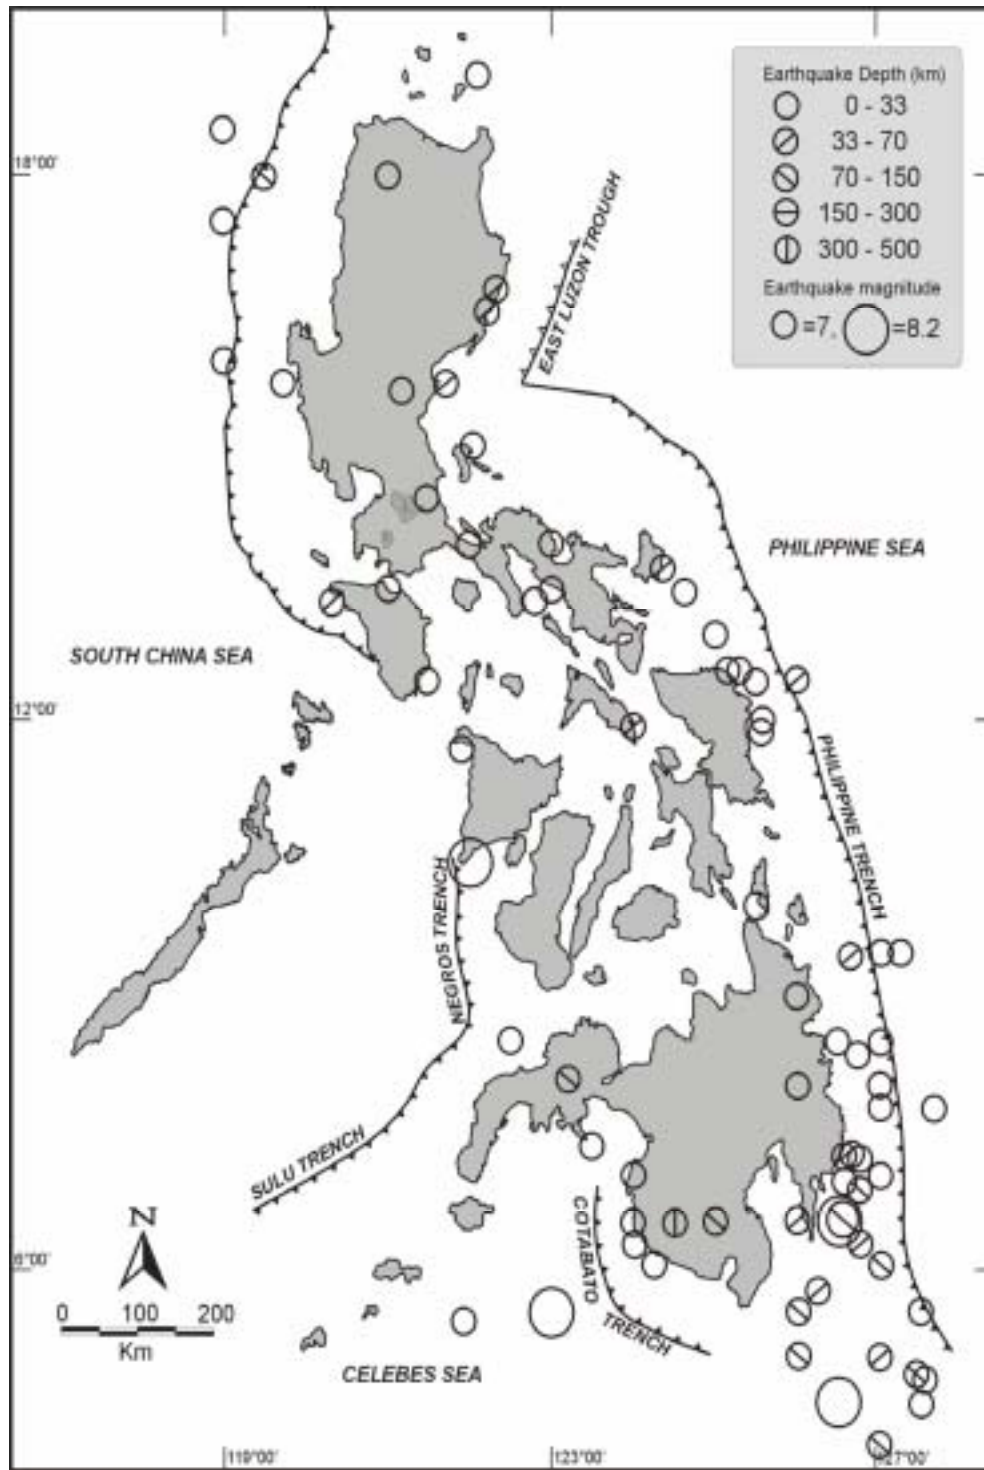 Earthquake Depth (km)
0 - 33
33 - 70
70 - 150
150 - 300
300 - 500
Earthquake magnitude
=7. =8.2
18°00'
EAST LUZON TROUGH
PHILIPPINE SEA
SOUTH CHINA SEA
12°00'
PHILIPPINE TRENCH
NEGROS TRENCH
SULU TRENCH
COTABATO
TRENCH
N
6°00'
0 100 200
Km
CELEBES SEA
119°00' 123°00' 127°00'